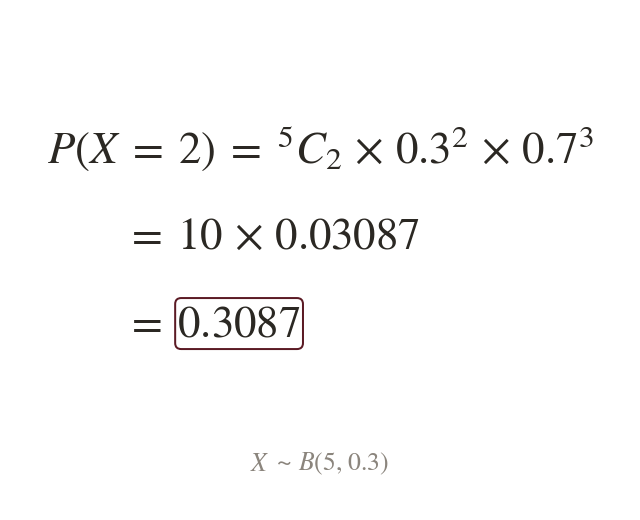 P(X = 2) = ⁵C₂ × 0.3² × 0.7³
= 10 × 0.03087
= 0.3087
X ~ B(5, 0.3)